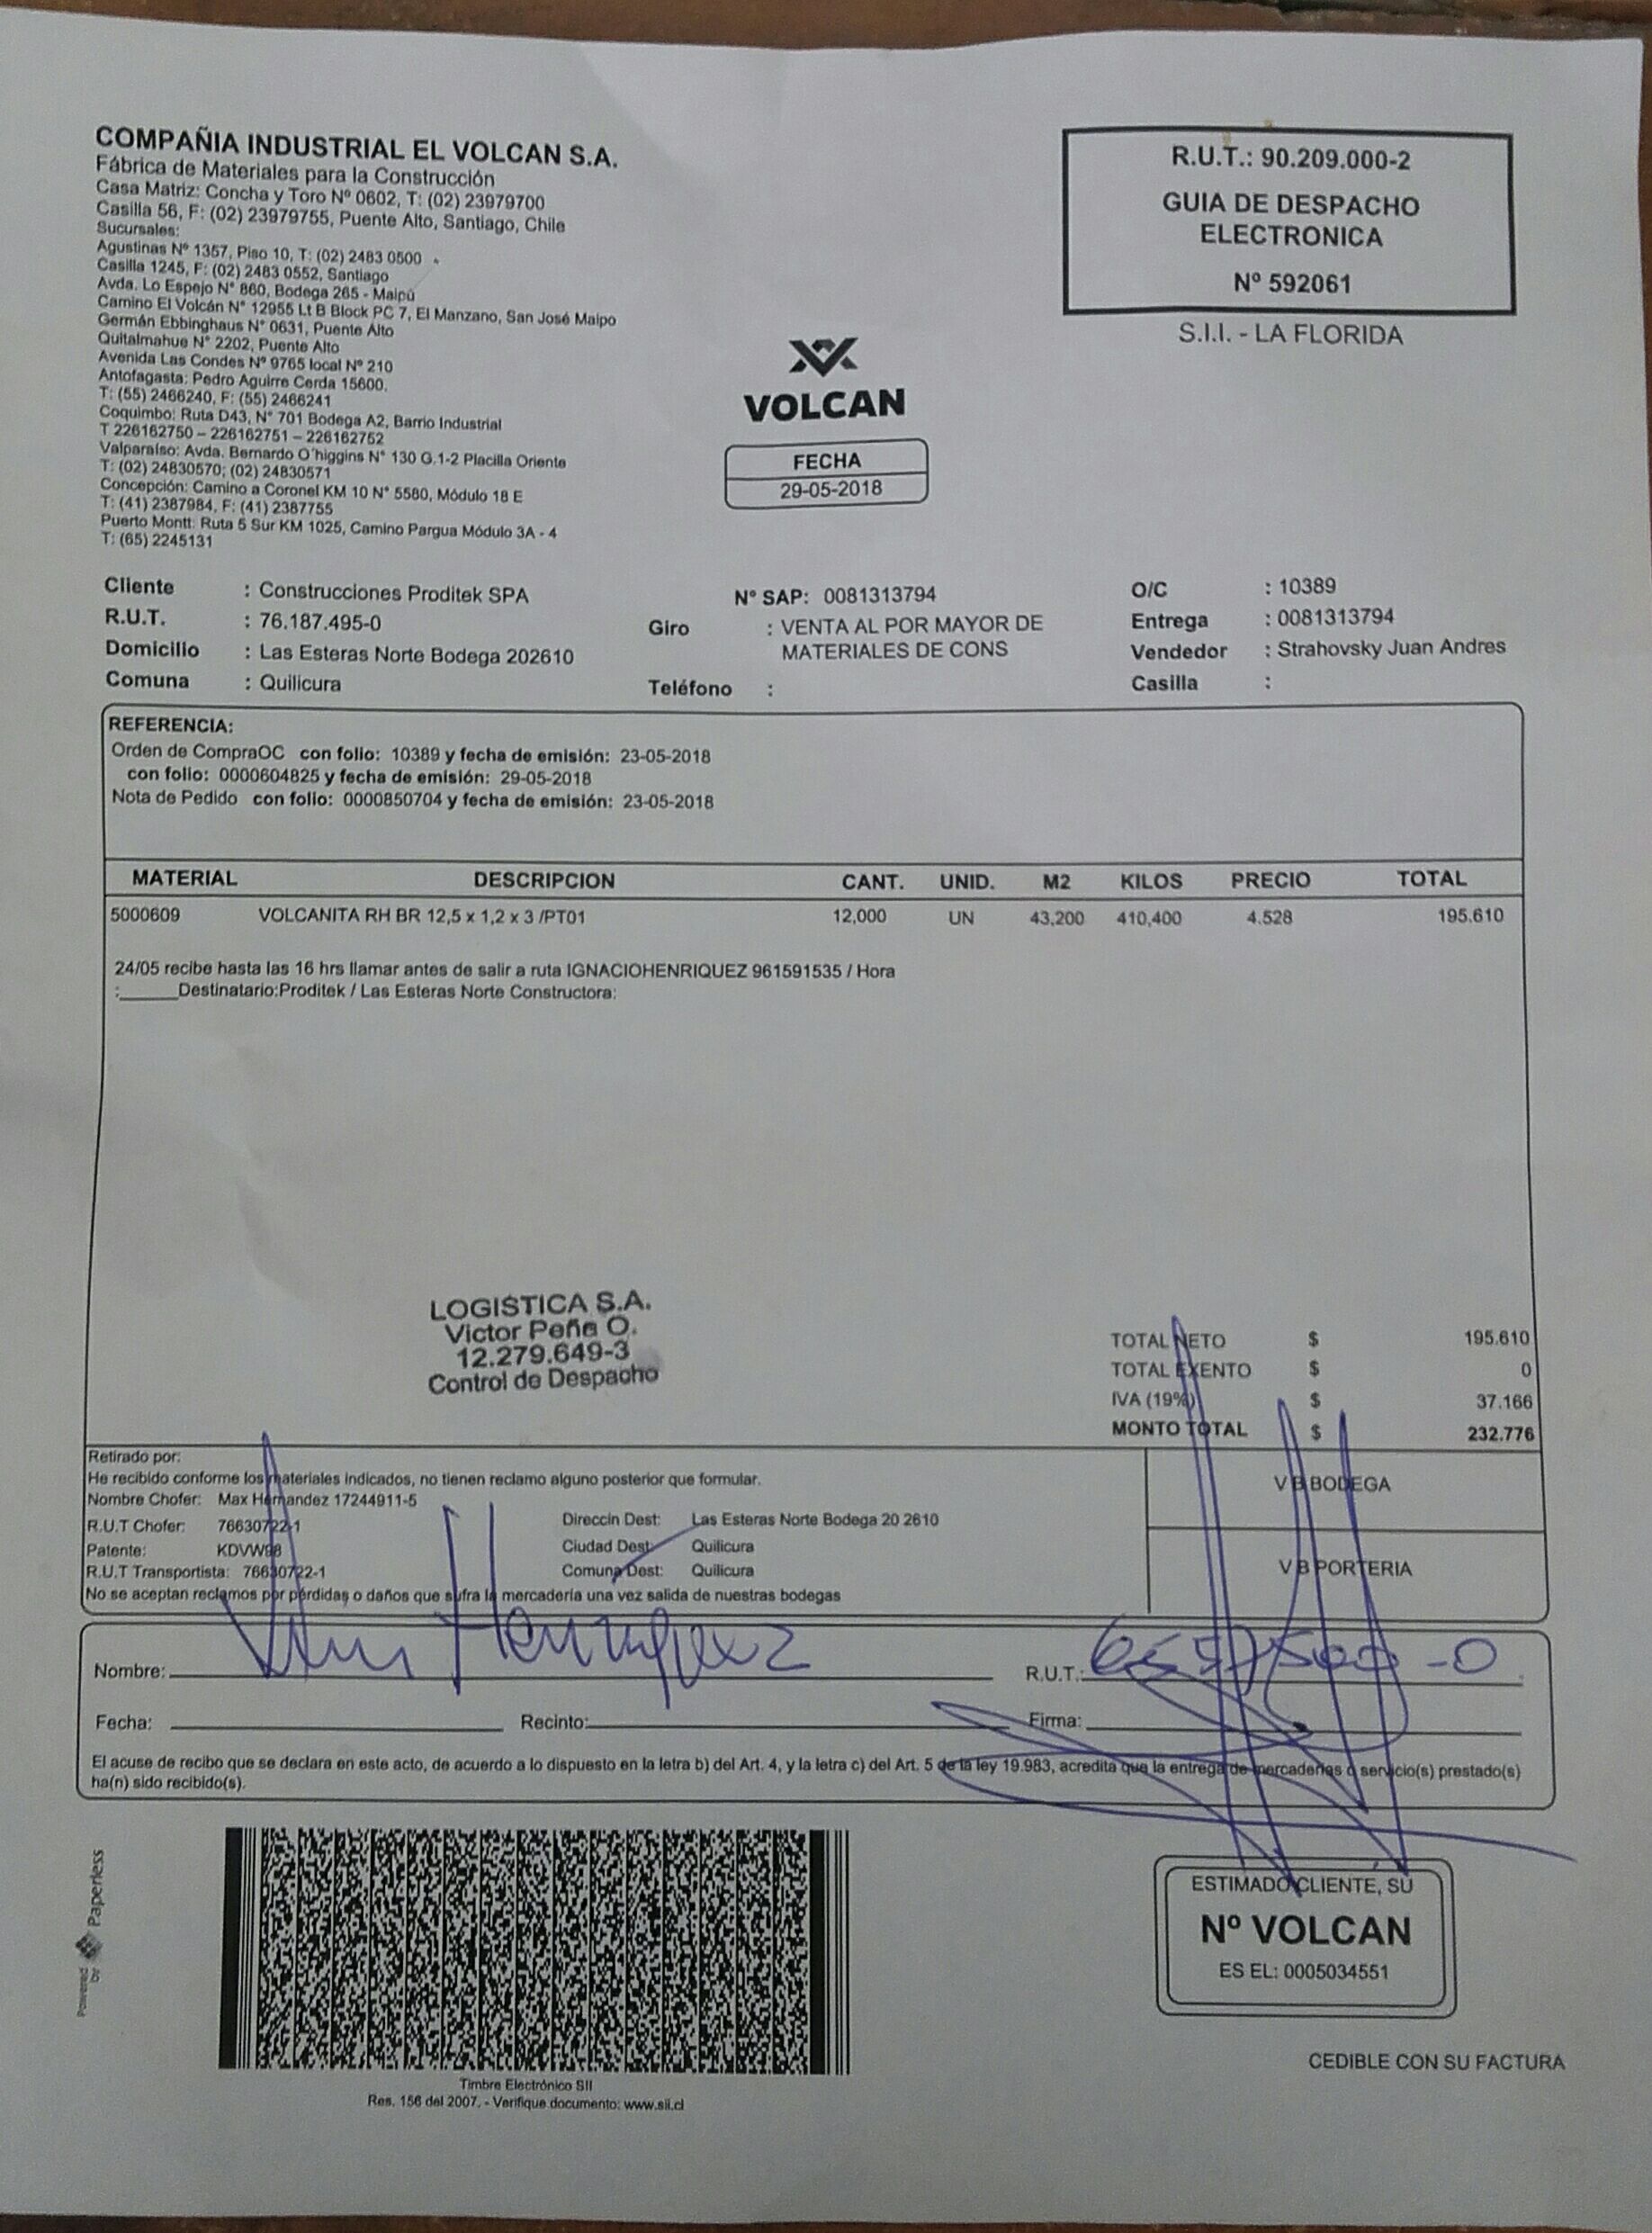 COMPAÑIA INDUSTRIAL EL VOLCAN S.A.
Fábrica de Materiales para la Construcción
Casa Matriz: Concha y Toro Nº 0602, T: (02) 23979700
Casilla 56, F: (02) 23979755, Puente Alto, Santiago, Chile
Sucursales:
Agustinas Nº 1357, Piso 10, T: (02) 2483 0500
Casilla 1245, F: (02) 2483 0552, Santiago
Avda. Lo Espejo N° 860, Bodega 265 - Maipú
Camino El Volcán N° 12955 Lt B Block PC 7, El Manzano, San José Maipo
Germán Ebbinghaus N° 0631, Puente Alto
Quitalmahue N° 2202, Puente Alto
Avenida Las Condes Nº 9765 local Nº 210
Antofagasta: Pedro Aguirre Cerda 15600.
T: (55) 2466240, F: (55) 2466241
Coquimbo: Ruta D43, N° 701 Bodega A2, Barrio Industrial
T 226162750 – 226162751 – 226162752
Valparaíso: Avda. Bernardo O´higgins N° 130 G.1-2 Placilla Oriente
T: (02) 24830570; (02) 24830571
Concepción: Camino a Coronel KM 10 N° 5580, Módulo 18 E
T: (41) 2387984, F: (41) 2387755
Puerto Montt: Ruta 5 Sur KM 1025, Camino Pargua Módulo 3A - 4
T: (65) 2245131
R.U.T.: 90.209.000-2
GUIA DE DESPACHO
ELECTRONICA
Nº 592061
S.I.I. - LA FLORIDA
VOLCAN
FECHA
29-05-2018
Cliente : Construcciones Proditek SPA Nº SAP: 0081313794 O/C : 10389
R.U.T. : 76.187.495-0 Giro : VENTA AL POR MAYOR DE Entrega : 0081313794
MATERIALES DE CONS
Domicilio : Las Esteras Norte Bodega 202610 Vendedor : Strahovsky Juan Andres
Comuna : Quilicura Teléfono : Casilla :
REFERENCIA:
Orden de CompraOC con folio: 10389 y fecha de emisión: 23-05-2018
con folio: 0000604825 y fecha de emisión: 29-05-2018
Nota de Pedido con folio: 0000850704 y fecha de emisión: 23-05-2018
MATERIAL DESCRIPCION CANT. UNID. M2 KILOS PRECIO TOTAL
5000609 VOLCANITA RH BR 12,5 x 1,2 x 3 /PT01 12,000 UN 43,200 410,400 4.528 195.610
24/05 recibe hasta las 16 hrs llamar antes de salir a ruta IGNACIOHENRIQUEZ 961591535 / Hora
:______Destinatario:Proditek / Las Esteras Norte Constructora:
LOGISTICA S.A.
Victor Peña O.
12.279.649-3
Control de Despacho
TOTAL NETO $ 195.610
TOTAL EXENTO $ 0
IVA (19%) $ 37.166
MONTO TOTAL $ 232.776
Retirado por:
He recibido conforme los materiales indicados, no tienen reclamo alguno posterior que formular.
Nombre Chofer: Max Hernandez 17244911-5
R.U.T Chofer: 76630722-1 Direccin Dest: Las Esteras Norte Bodega 20 2610
Patente: KDVW98 Ciudad Dest: Quilicura
R.U.T Transportista: 76630722-1 Comuna Dest: Quilicura
No se aceptan reclamos por pérdidas o daños que sufra la mercadería una vez salida de nuestras bodegas
V B BODEGA
V B PORTERIA
Nombre: Henriquez R.U.T.:
Fecha: Recinto: Firma:
El acuse de recibo que se declara en este acto, de acuerdo a lo dispuesto en la letra b) del Art. 4, y la letra c) del Art. 5 de la ley 19.983, acredita que la entrega de mercaderias o servicio(s) prestado(s)
ha(n) sido recibido(s).
Powered by Paperless
Timbre Electrónico SII
Res. 156 del 2007. - Verifique documento: www.sii.cl
ESTIMADO CLIENTE, SU
Nº VOLCAN
ES EL: 0005034551
CEDIBLE CON SU FACTURA